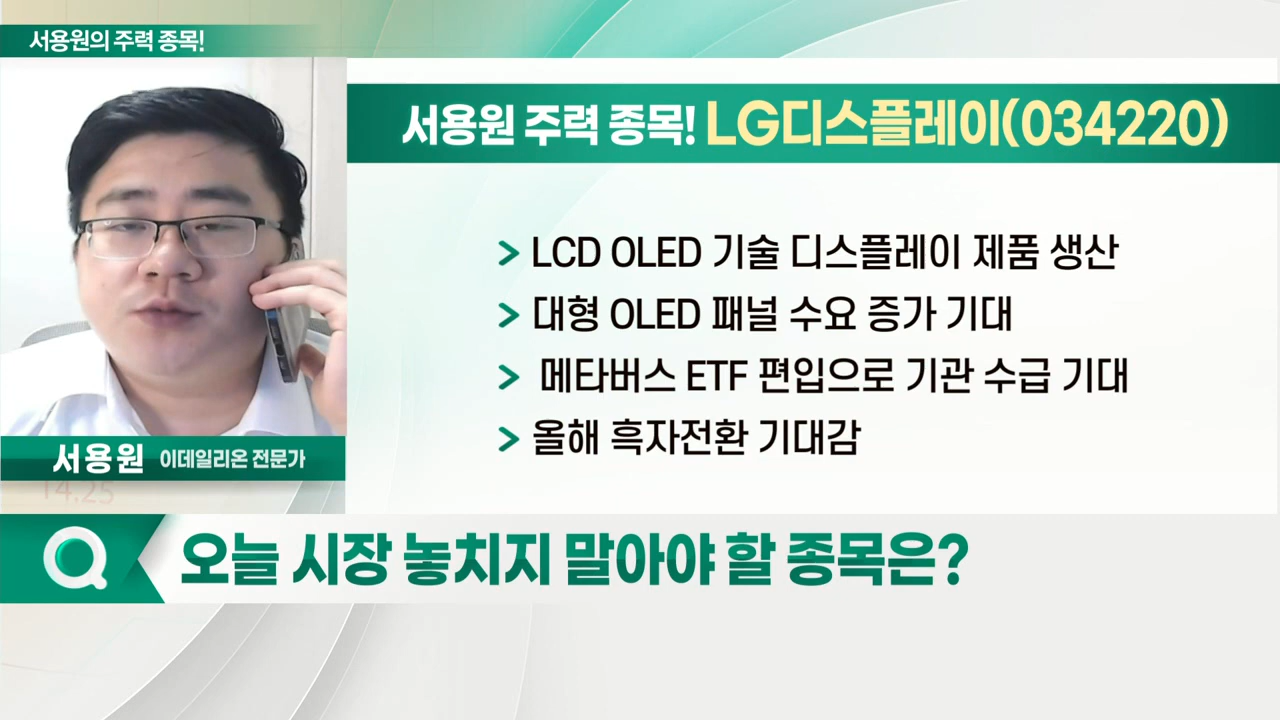 서용원의 주력 종목!
서용원 주력 종목! LG디스플레이(034220)
> LCD OLED 기술 디스플레이 제품 생산
> 대형 OLED 패널 수요 증가 기대
> 메타버스 ETF 편입으로 기관 수급 기대
> 올해 흑자전환 기대감
서용원 이데일리온 전문가
14.25
Q 오늘 시장 놓치지 말아야 할 종목은?